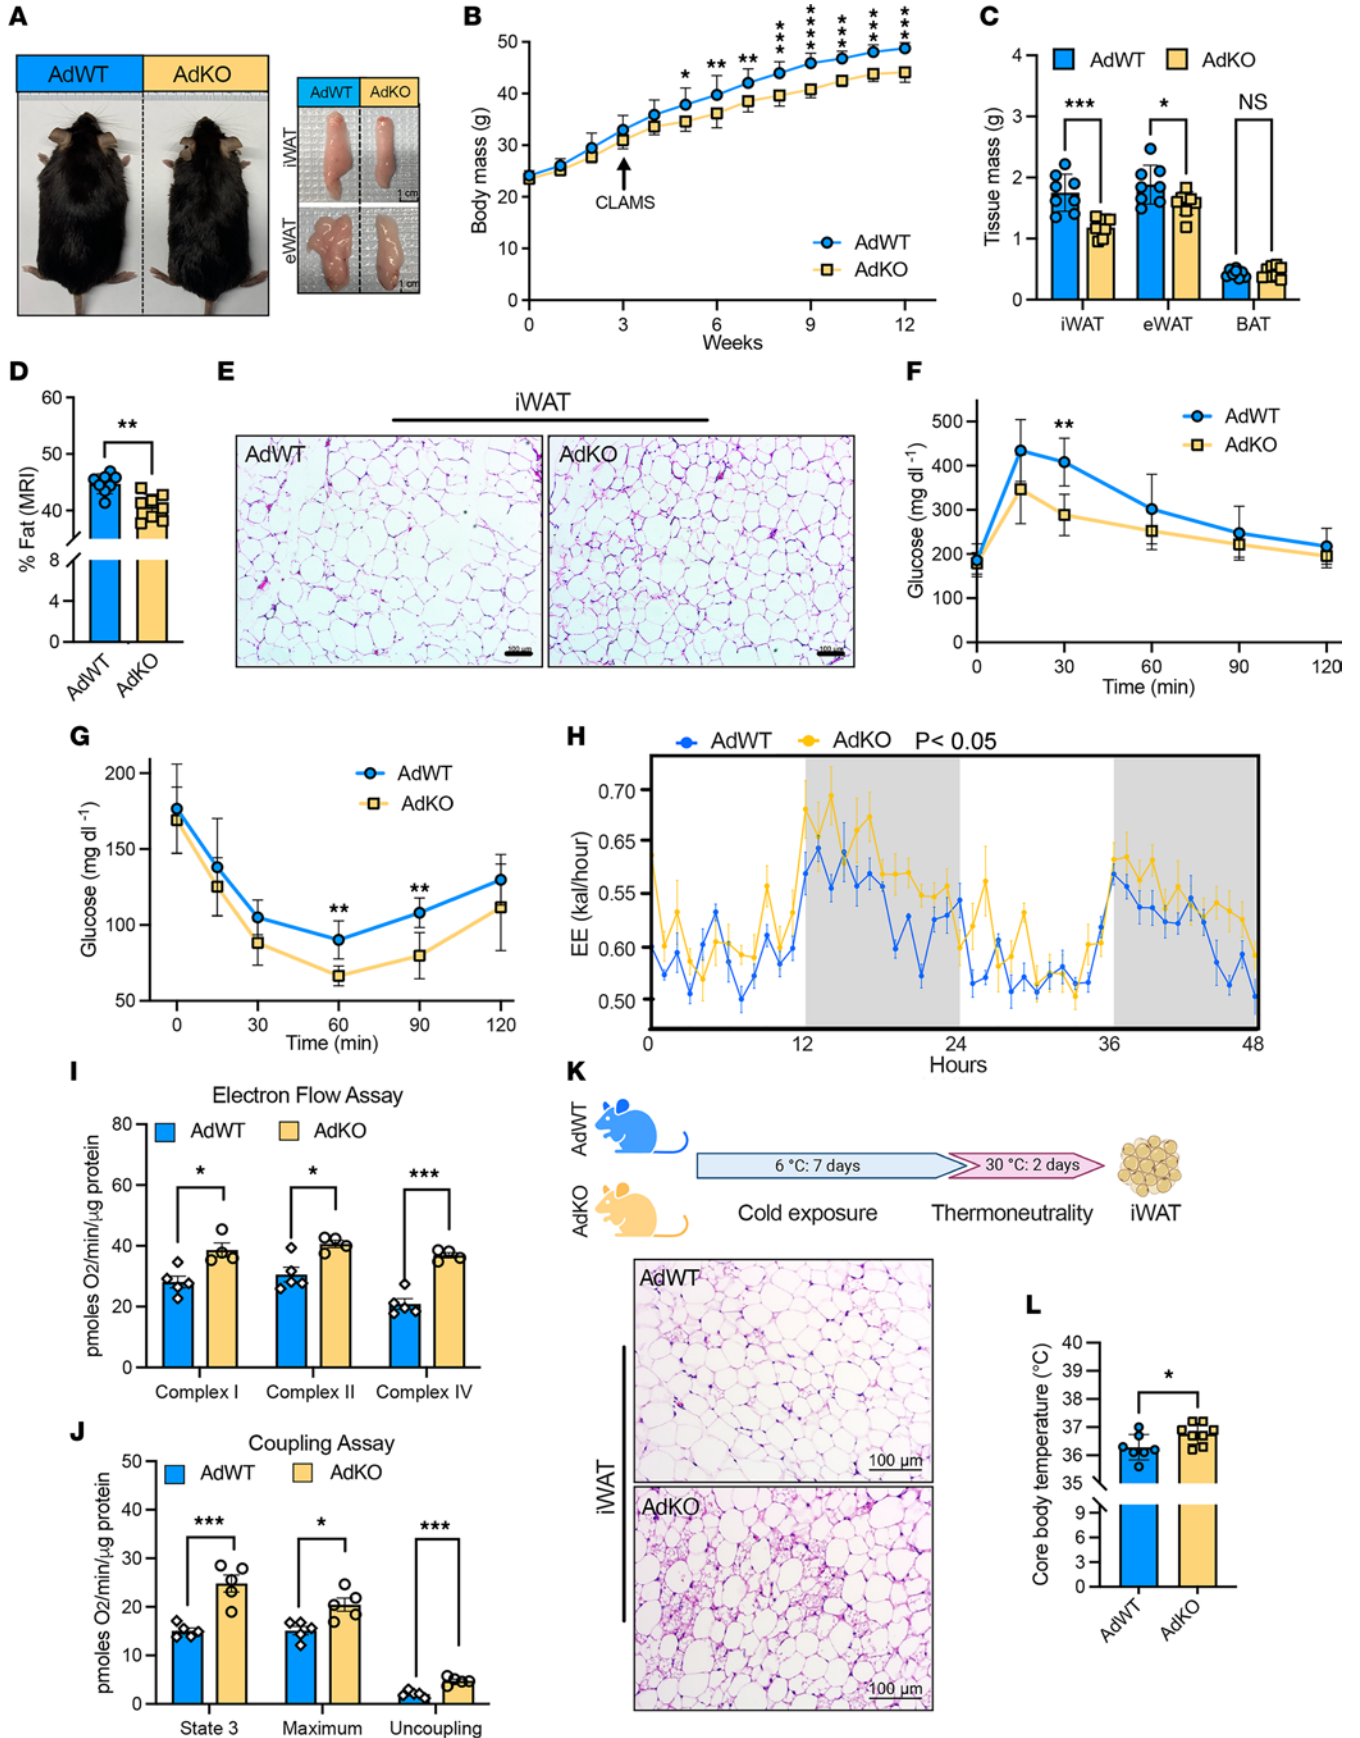 A
AdWT AdKO
AdWT AdKO
iWAT
1 cm
eWAT
1 cm
B
Body mass (g)
50
40
30
20
10
0
* ** ** *** **** *** *** ***
CLAMS
AdWT
AdKO
0 3 6 9 12
Weeks
C
AdWT AdKO
Tissue mass (g)
4
3
2
1
0
*** * NS
iWAT eWAT BAT
D
% Fat (MRI)
60
50
40
8
4
0
**
AdWT AdKO
E
iWAT
AdWT AdKO
100 µm 100 µm
F
Glucose (mg dl -1)
500
400
300
200
100
0
**
AdWT
AdKO
0 30 60 90 120
Time (min)
G
Glucose (mg dl -1)
200
150
100
50
AdWT
AdKO
** **
0 30 60 90 120
Time (min)
H
AdWT AdKO P< 0.05
EE (kal/hour)
0.70
0.65
0.55
0.60
0.50
0 12 24 36 48
Hours
I
Electron Flow Assay
AdWT AdKO
pmoles O2/min/µg protein
80
60
40
20
0
* * ***
Complex I Complex II Complex IV
J
Coupling Assay
AdWT AdKO
pmoles O2/min/µg protein
50
40
30
20
10
0
*** * ***
State 3 Maximum Uncoupling
K
AdWT
AdKO
6 °C: 7 days 30 °C: 2 days
Cold exposure Thermoneutrality iWAT
iWAT
AdWT
100 µm
AdKO
100 µm
L
Core body temperature (°C)
40
39
38
37
36
35
9
6
3
0
*
AdWT AdKO